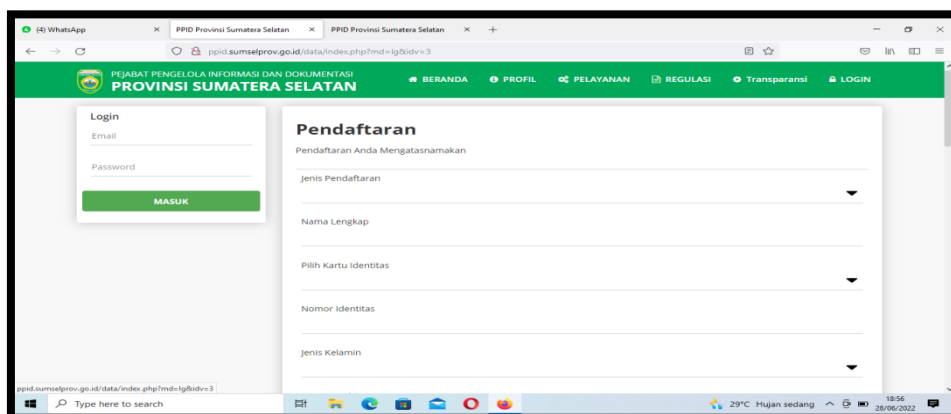 (4) WhatsApp
PPID Provinsi Sumatera Selatan
PPID Provinsi Sumatera Selatan
ppid.sumselprov.go.id/data/index.php?md=lg&idv=3
PEJABAT PENGELOLA INFORMASI DAN DOKUMENTASI
PROVINSI SUMATERA SELATAN
BERANDA
PROFIL
PELAYANAN
REGULASI
Transparansi
LOGIN
Login
Email
Password
MASUK
Pendaftaran
Pendaftaran Anda Mengatasnamakan
Jenis Pendaftaran
Nama Lengkap
Pilih Kartu Identitas
Nomor Identitas
Jenis Kelamin
ppid.sumselprov.go.id/data/index.php?md=lg&idv=3
Type here to search
29°C Hujan sedang
18:56
28/06/2022